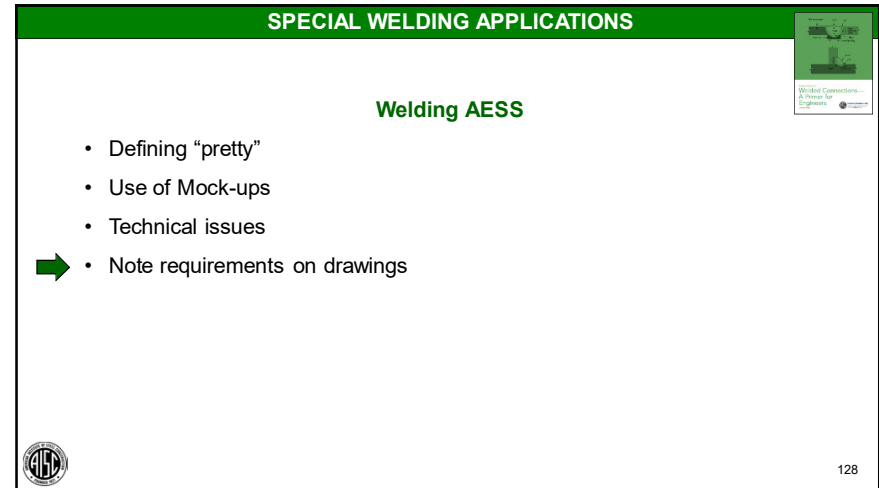 SPECIAL WELDING APPLICATIONS
Welded Connections—
A Primer for
Engineers
Welding AESS
• Defining “pretty”
• Use of Mock-ups
• Technical issues
• Note requirements on drawings
AISC
128